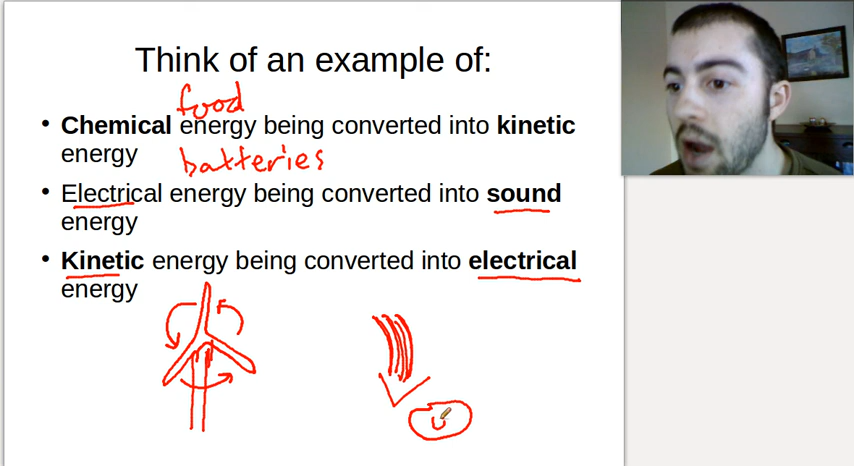 Think of an example of:
food
• Chemical energy being converted into kinetic
energy
batteries
• Electrical energy being converted into sound
energy
• Kinetic energy being converted into electrical
energy